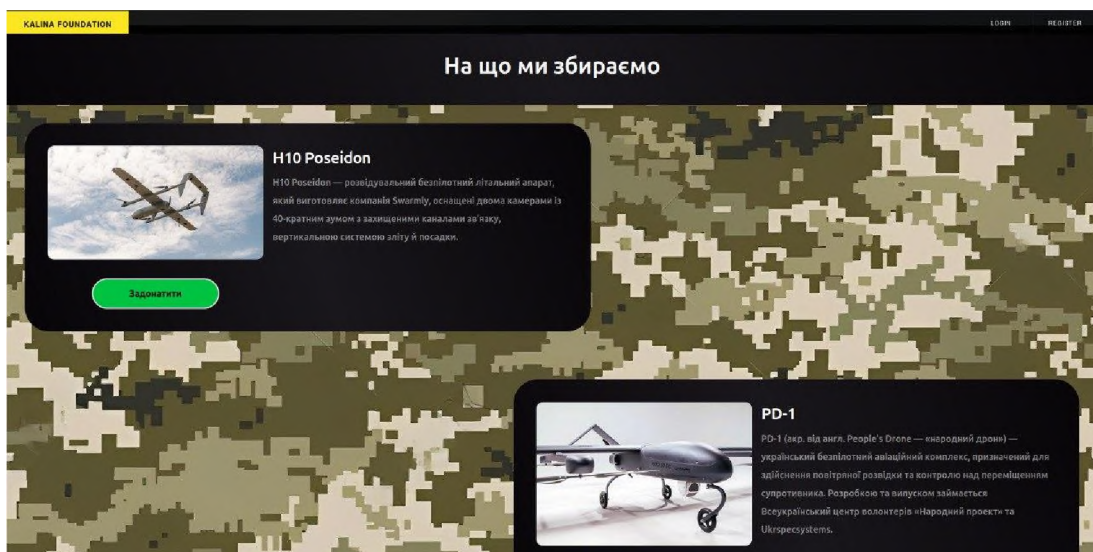 KALINA FOUNDATION
LOGIN
REGISTER
На що ми збираємо
H10 Poseidon
H10 Poseidon — розвідувальний безпілотний літальний апарат,
який виготовляє компанія Swarmly, оснащені двома камерами із
40-кратним зумом з захищеними каналами зв'язку,
вертикальною системою зліту й посадки.
Задонатити
PD-1
PD-1 (акр. від англ. People's Drone — «народний дрон») —
український безпілотний авіаційний комплекс, призначений для
здійснення повітряної розвідки та контролю над переміщенням
супротивника. Розробкою та випуском займається
Всеукраїнський центр волонтерів «Народний проект» та
Ukrspecsystems.